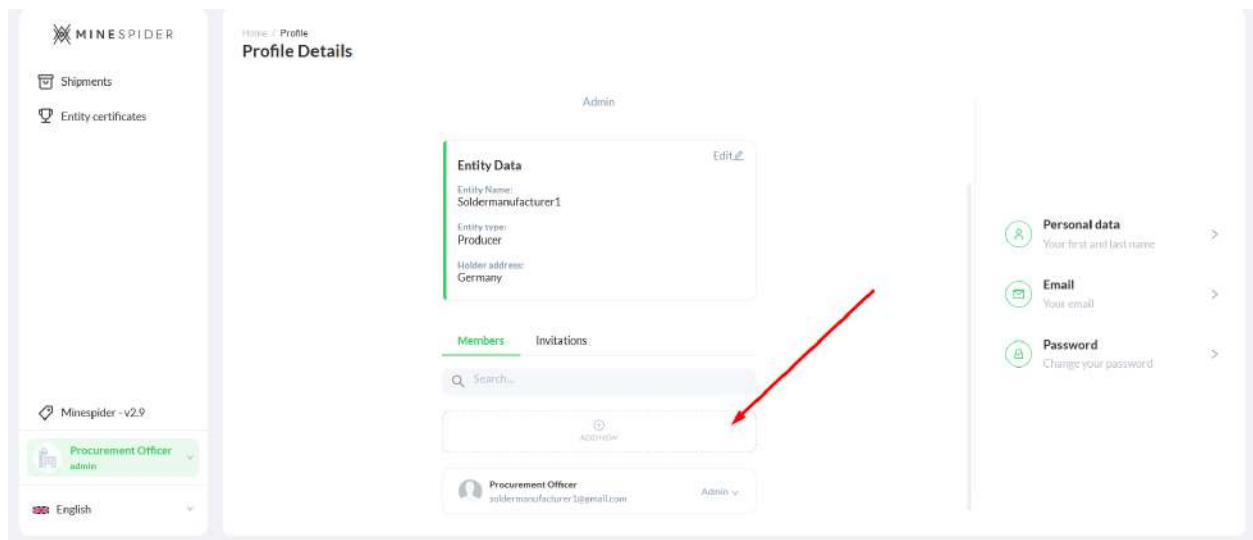 MINESPIDER
Shipments
Entity certificates
Minespider - v2.9
Procurement Officer
admin
English
Home / Profile
Profile Details
Admin
Entity Data
Edit
Entity Name:
Soldermanufacturer1
Entity type:
Producer
Holder address:
Germany
Members Invitations
Search...
ADD NEW
Procurement Officer
soldermanufacturer1@gmail.com
Admin
Personal data
Your first and last name
Email
Your email
Password
Change your password